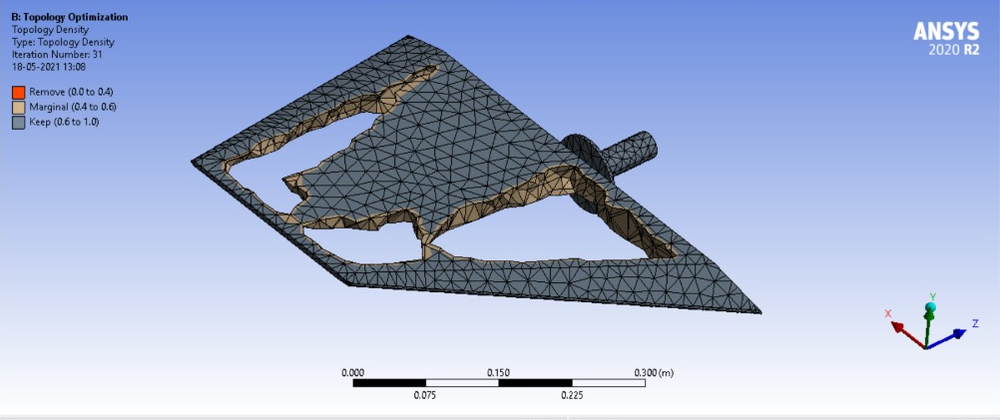 B: Topology Optimization
Topology Density
Type: Topology Density
Iteration Number: 31
18-05-2021 13:08
Remove (0.0 to 0.4)
Marginal (0.4 to 0.6)
Keep (0.6 to 1.0)
ANSYS
2020 R2
Y
X
Z
0.000 0.150 0.300 (m)
0.075 0.225